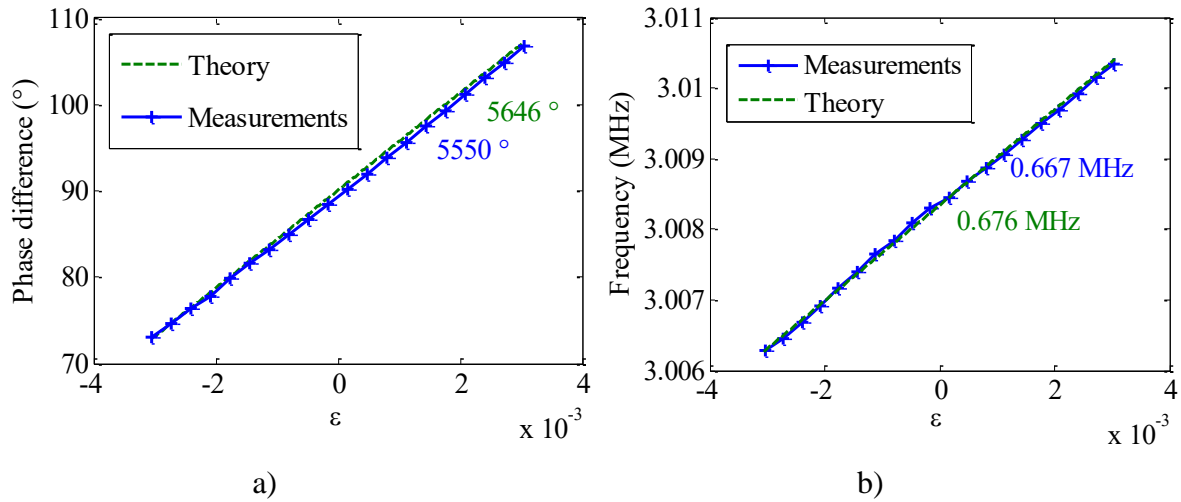 110
100
90
80
70
Phase difference (°)
Theory
Measurements
5646 °
5550 °
-4
-2
0
2
4
ε
x 10⁻³
a)
3.011
3.01
3.009
3.008
3.007
3.006
Frequency (MHz)
Measurements
Theory
0.667 MHz
0.676 MHz
-4
-2
0
2
4
ε
x 10⁻³
b)